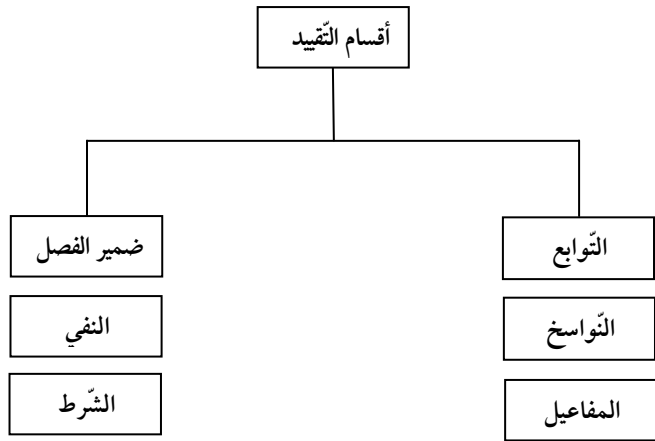 أقسام التّقييد
التّوابع
ضمير الفصل
النّواسخ
النفي
المفاعيل
الشّرط